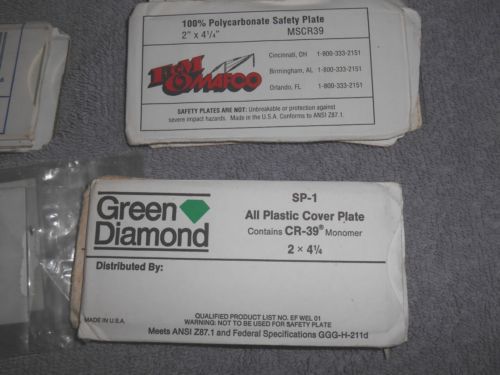 100% Polycarbonate Safety Plate
2" x 4¼" MSCR39
Cincinnati, OH 1-800-333-2151
Birmingham, AL 1-800-333-2151
Orlando, FL 1-800-333-2151
SAFETY PLATES ARE NOT: Unbreakable or protection against
severe impact hazards. Made in U.S.A. Conforms to ANSI Z87.1.
Green
Diamond
SP-1
All Plastic Cover Plate
Contains CR-39® Monomer
2 × 4¼
Distributed By:
MADE IN U.S.A.
QUALIFIED PRODUCT LIST NO. EF WEL 01
WARNING: NOT TO BE USED FOR SAFETY PLATE
Meets ANSI Z87.1 and Federal Specifications GGG-H-211d